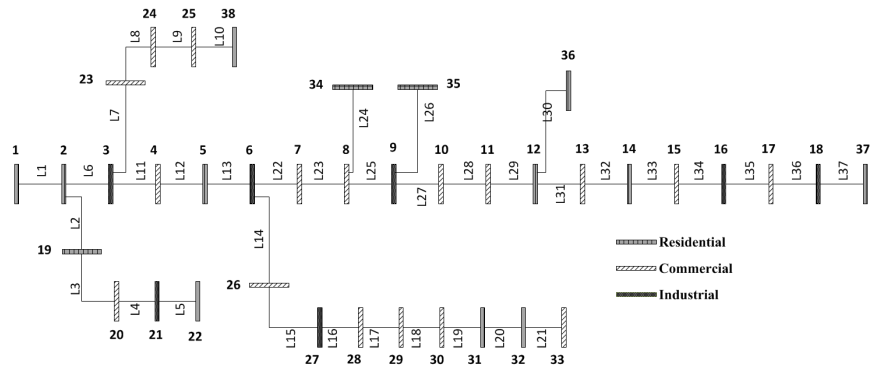 24 25 38
L8 L9 L10
23
L7
34 35 36
L24 L26 L30
1 2 3 4 5 6 7 8 9 10 11 12 13 14 15 16 17 18 37
L1 L6 L11 L12 L13 L22 L23 L25 L27 L28 L29 L31 L32 L33 L34 L35 L36 L37
L2 L14
19
26
L3 L4 L5
20 21 22
L15 L16 L17 L18 L19 L20 L21
27 28 29 30 31 32 33
Residential
Commercial
Industrial